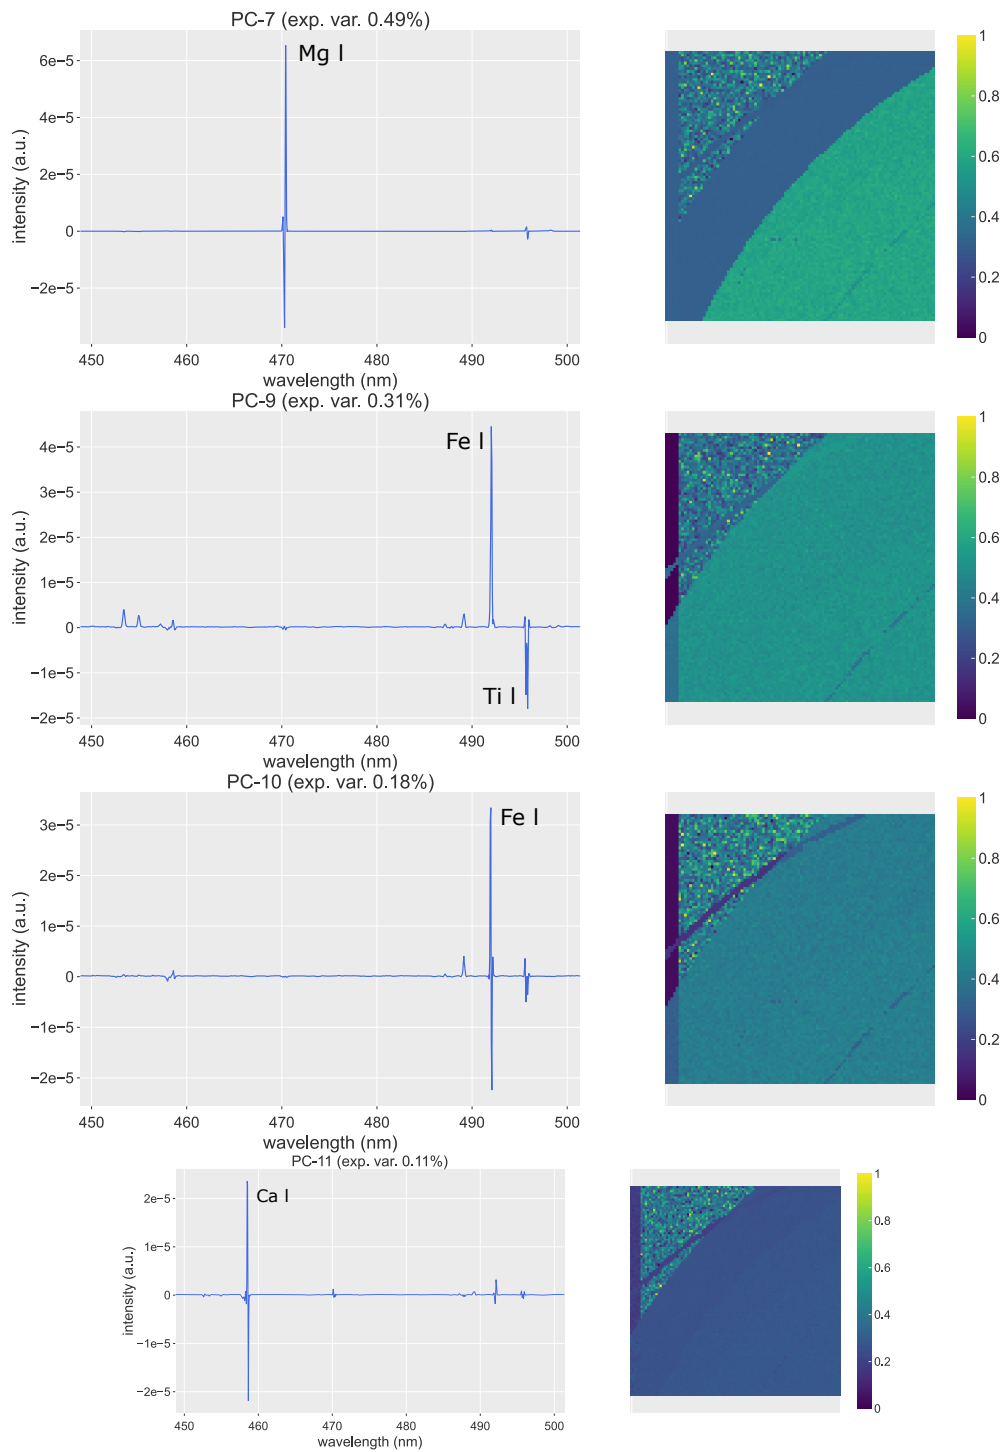 PC-7 (exp. var. 0.49%)
6e−5
4e−5
2e−5
0
−2e−5
intensity (a.u.)
Mg I
450 460 470 480 490 500
wavelength (nm)
1
0.8
0.6
0.4
0.2
0
PC-9 (exp. var. 0.31%)
4e−5
3e−5
2e−5
1e−5
0
−1e−5
−2e−5
intensity (a.u.)
Fe I
Ti I
450 460 470 480 490 500
wavelength (nm)
1
0.8
0.6
0.4
0.2
0
PC-10 (exp. var. 0.18%)
3e−5
2e−5
1e−5
0
−1e−5
−2e−5
intensity (a.u.)
Fe I
450 460 470 480 490 500
wavelength (nm)
1
0.8
0.6
0.4
0.2
0
PC-11 (exp. var. 0.11%)
2e−5
1e−5
0
−1e−5
−2e−5
intensity (a.u.)
Ca I
450 460 470 480 490 500
wavelength (nm)
1
0.8
0.6
0.4
0.2
0